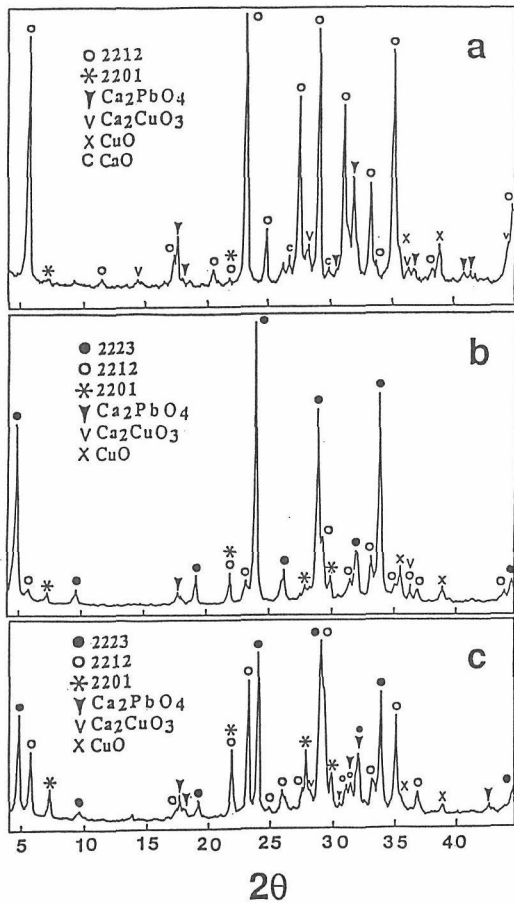 a
o 2212
* 2201
Ca2PbO4
v Ca2CuO3
x CuO
c CaO
b
● 2223
o 2212
* 2201
Ca2PbO4
v Ca2CuO3
x CuO
c
● 2223
o 2212
* 2201
Ca2PbO4
v Ca2CuO3
x CuO
5 10 15 20 25 30 35 40
2θ